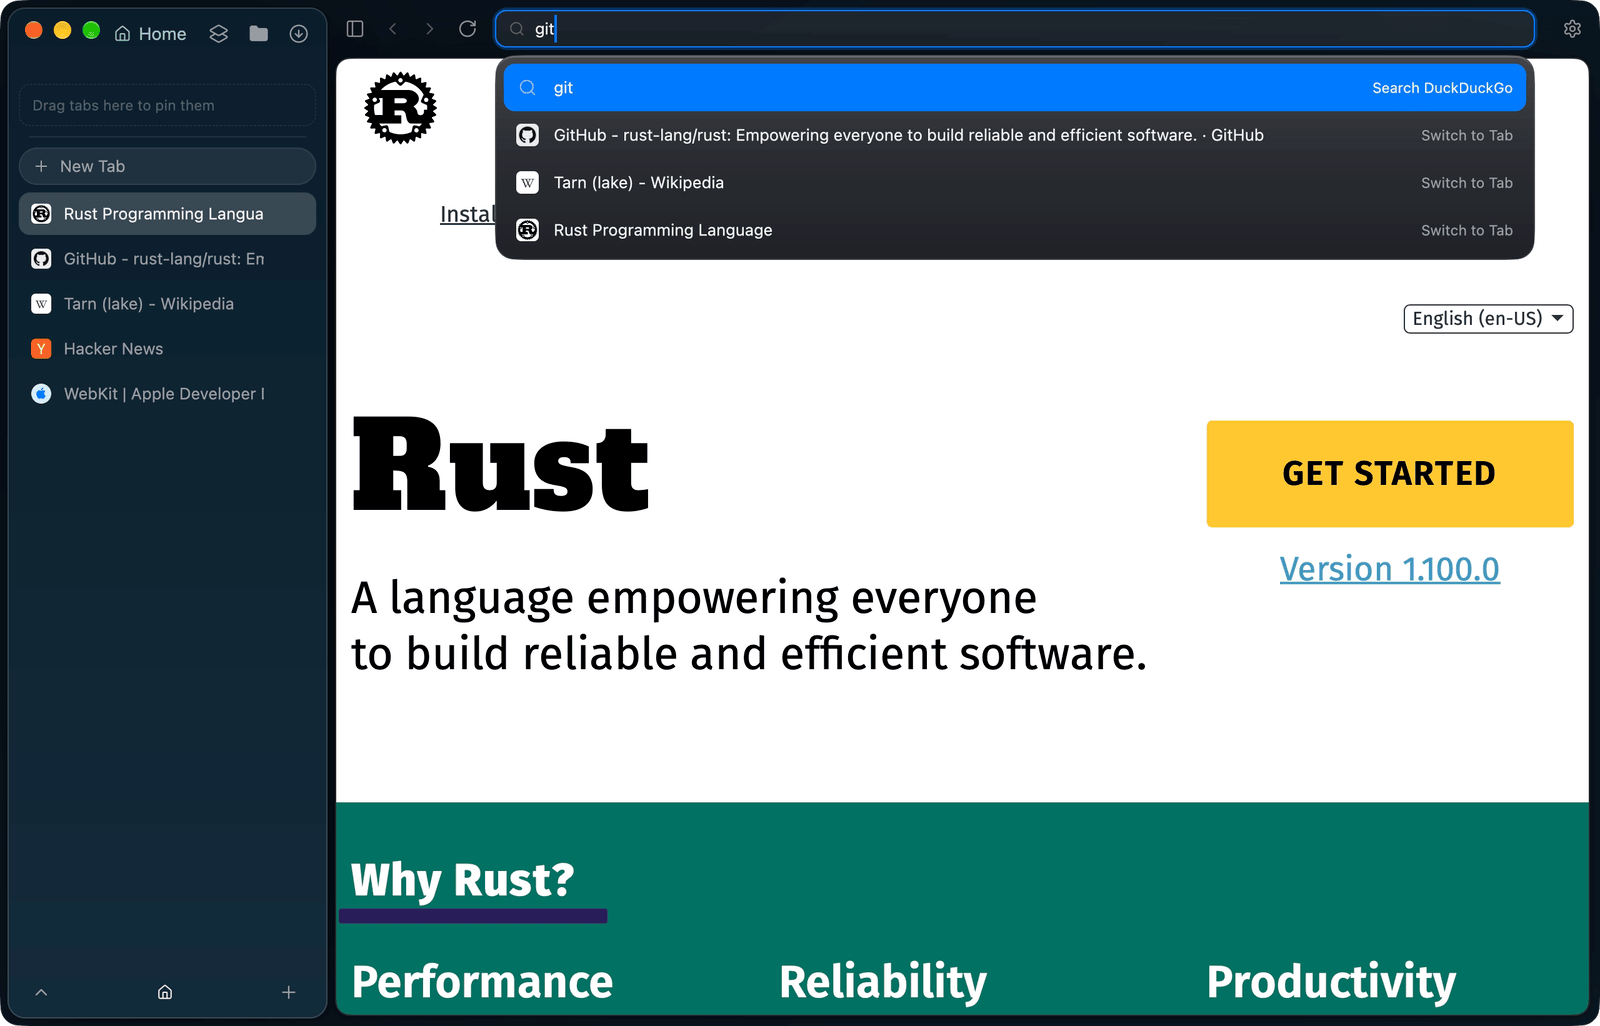 Home
git
Drag tabs here to pin them
New Tab
Rust Programming Langua
GitHub - rust-lang/rust: En
Tarn (lake) - Wikipedia
Hacker News
WebKit | Apple Developer
git Search DuckDuckGo
GitHub - rust-lang/rust: Empowering everyone to build reliable and efficient software. · GitHub Switch to Tab
Tarn (lake) - Wikipedia Switch to Tab
Rust Programming Language Switch to Tab
Instal
English (en-US)
Rust
GET STARTED
Version 1.100.0
A language empowering everyone
to build reliable and efficient software.
Why Rust?
Performance Reliability Productivity